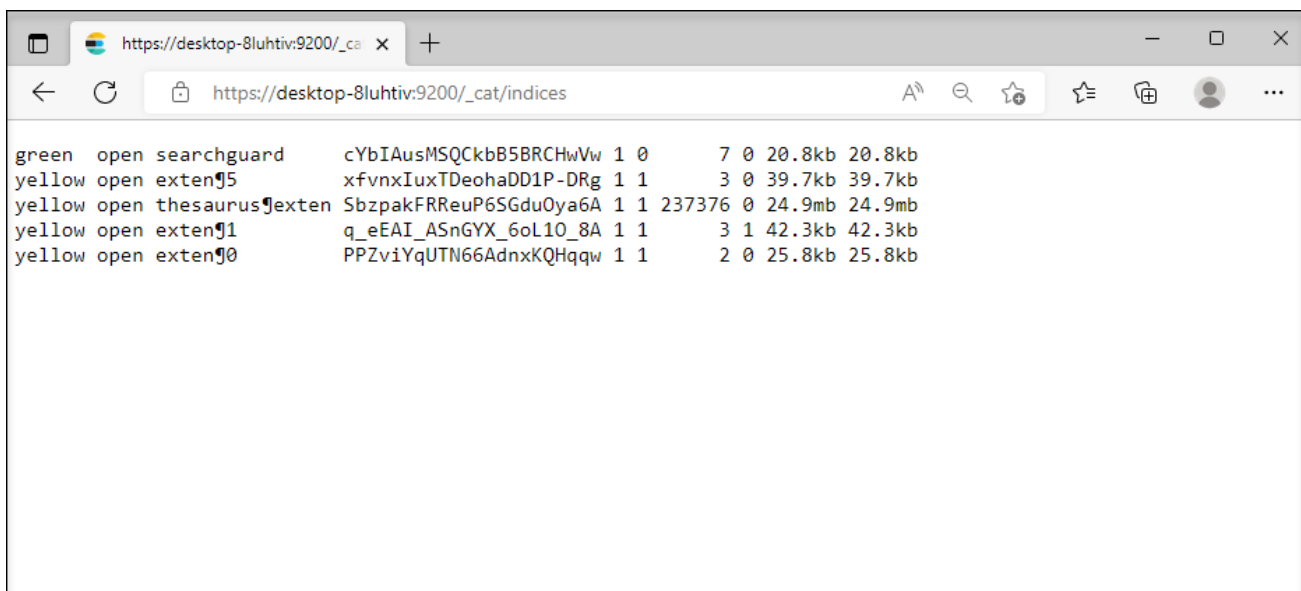 https://desktop-8luhtiv:9200/_ca
https://desktop-8luhtiv:9200/_cat/indices
green  open searchguard     cYbIAusMSQCkbB5BRCHwVw 1 0      7 0 20.8kb 20.8kb
yellow open exten¶5         xfvnxIuxTDeohaDD1P-DRg 1 1      3 0 39.7kb 39.7kb
yellow open thesaurus¶exten SbzpakFRReuP6SGduOya6A 1 1 237376 0 24.9mb 24.9mb
yellow open exten¶1         q_eEAI_ASnGYX_6oL1O_8A 1 1      3 1 42.3kb 42.3kb
yellow open exten¶0         PPZviYqUTN66AdnxKQHqqw 1 1      2 0 25.8kb 25.8kb